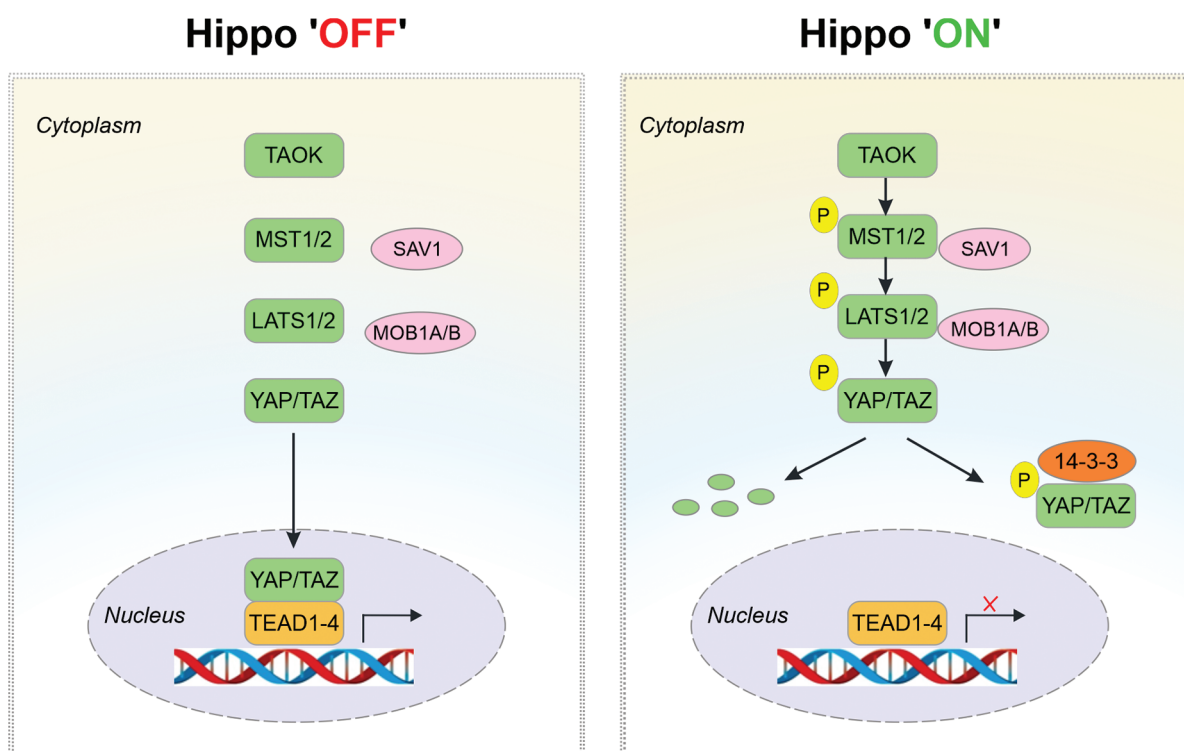 Hippo 'OFF'
Cytoplasm
TAOK
MST1/2
SAV1
LATS1/2
MOB1A/B
YAP/TAZ
YAP/TAZ
Nucleus
TEAD1-4
Hippo 'ON'
Cytoplasm
TAOK
P
MST1/2
SAV1
P
LATS1/2
MOB1A/B
P
YAP/TAZ
14-3-3
P
YAP/TAZ
Nucleus
TEAD1-4